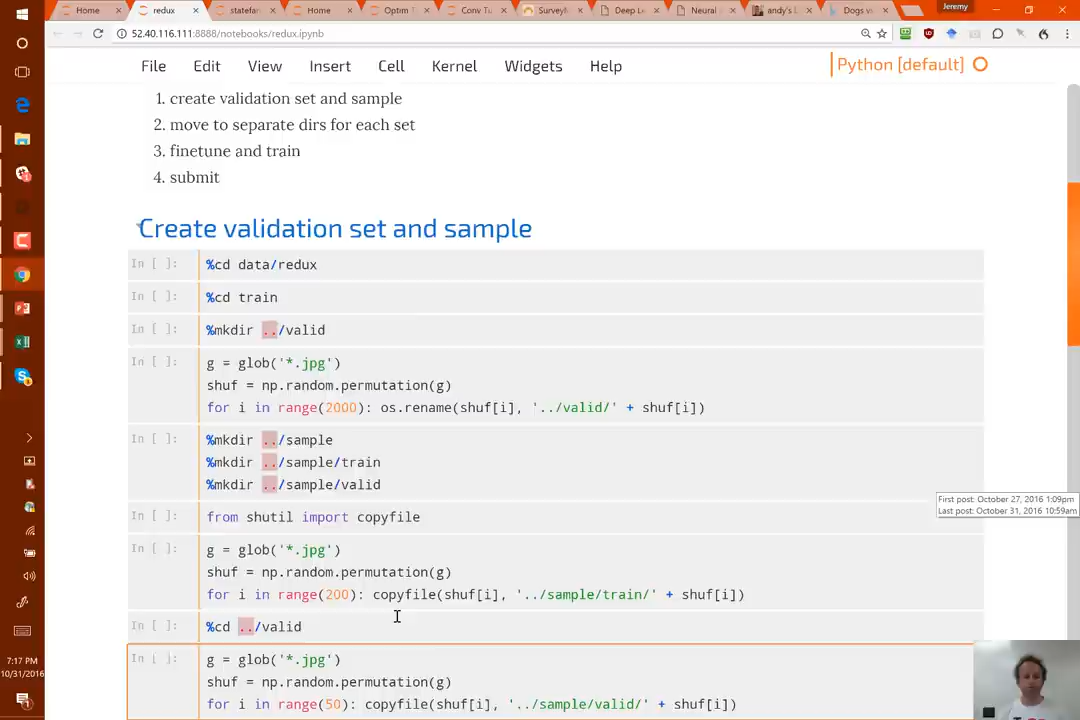 Home
redux
statefar
Home
Optim T
Conv Tu
SurveyM
Deep Le
Neural
andy's L
Dogs va
Jeremy
52.40.116.111:8888/notebooks/redux.ipynb
File Edit View Insert Cell Kernel Widgets Help
Python [default]
1. create validation set and sample
2. move to separate dirs for each set
3. finetune and train
4. submit
Create validation set and sample
In [ ]: %cd data/redux
In [ ]: %cd train
In [ ]: %mkdir ../valid
In [ ]: g = glob('*.jpg')
shuf = np.random.permutation(g)
for i in range(2000): os.rename(shuf[i], '../valid/' + shuf[i])
In [ ]: %mkdir ../sample
%mkdir ../sample/train
%mkdir ../sample/valid
First post: October 27, 2016 1:09pm
Last post: October 31, 2016 10:59am
In [ ]: from shutil import copyfile
In [ ]: g = glob('*.jpg')
shuf = np.random.permutation(g)
for i in range(200): copyfile(shuf[i], '../sample/train/' + shuf[i])
In [ ]: %cd ../valid
In [ ]: g = glob('*.jpg')
shuf = np.random.permutation(g)
for i in range(50): copyfile(shuf[i], '../sample/valid/' + shuf[i])
7:17 PM
10/31/2016